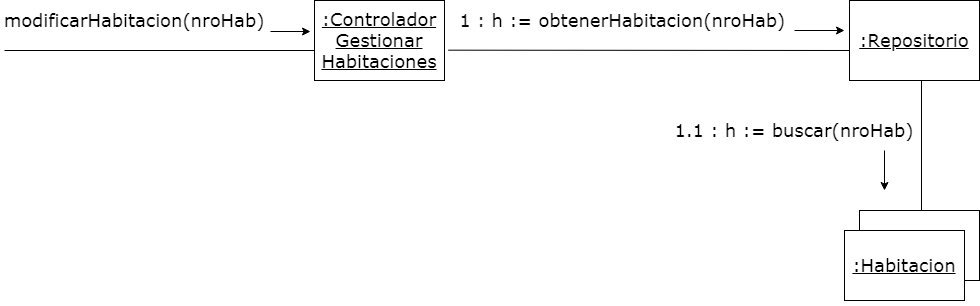 modificarHabitacion(nroHab)
:Controlador
Gestionar
Habitaciones
1 : h := obtenerHabitacion(nroHab)
:Repositorio
1.1 : h := buscar(nroHab)
:Habitacion